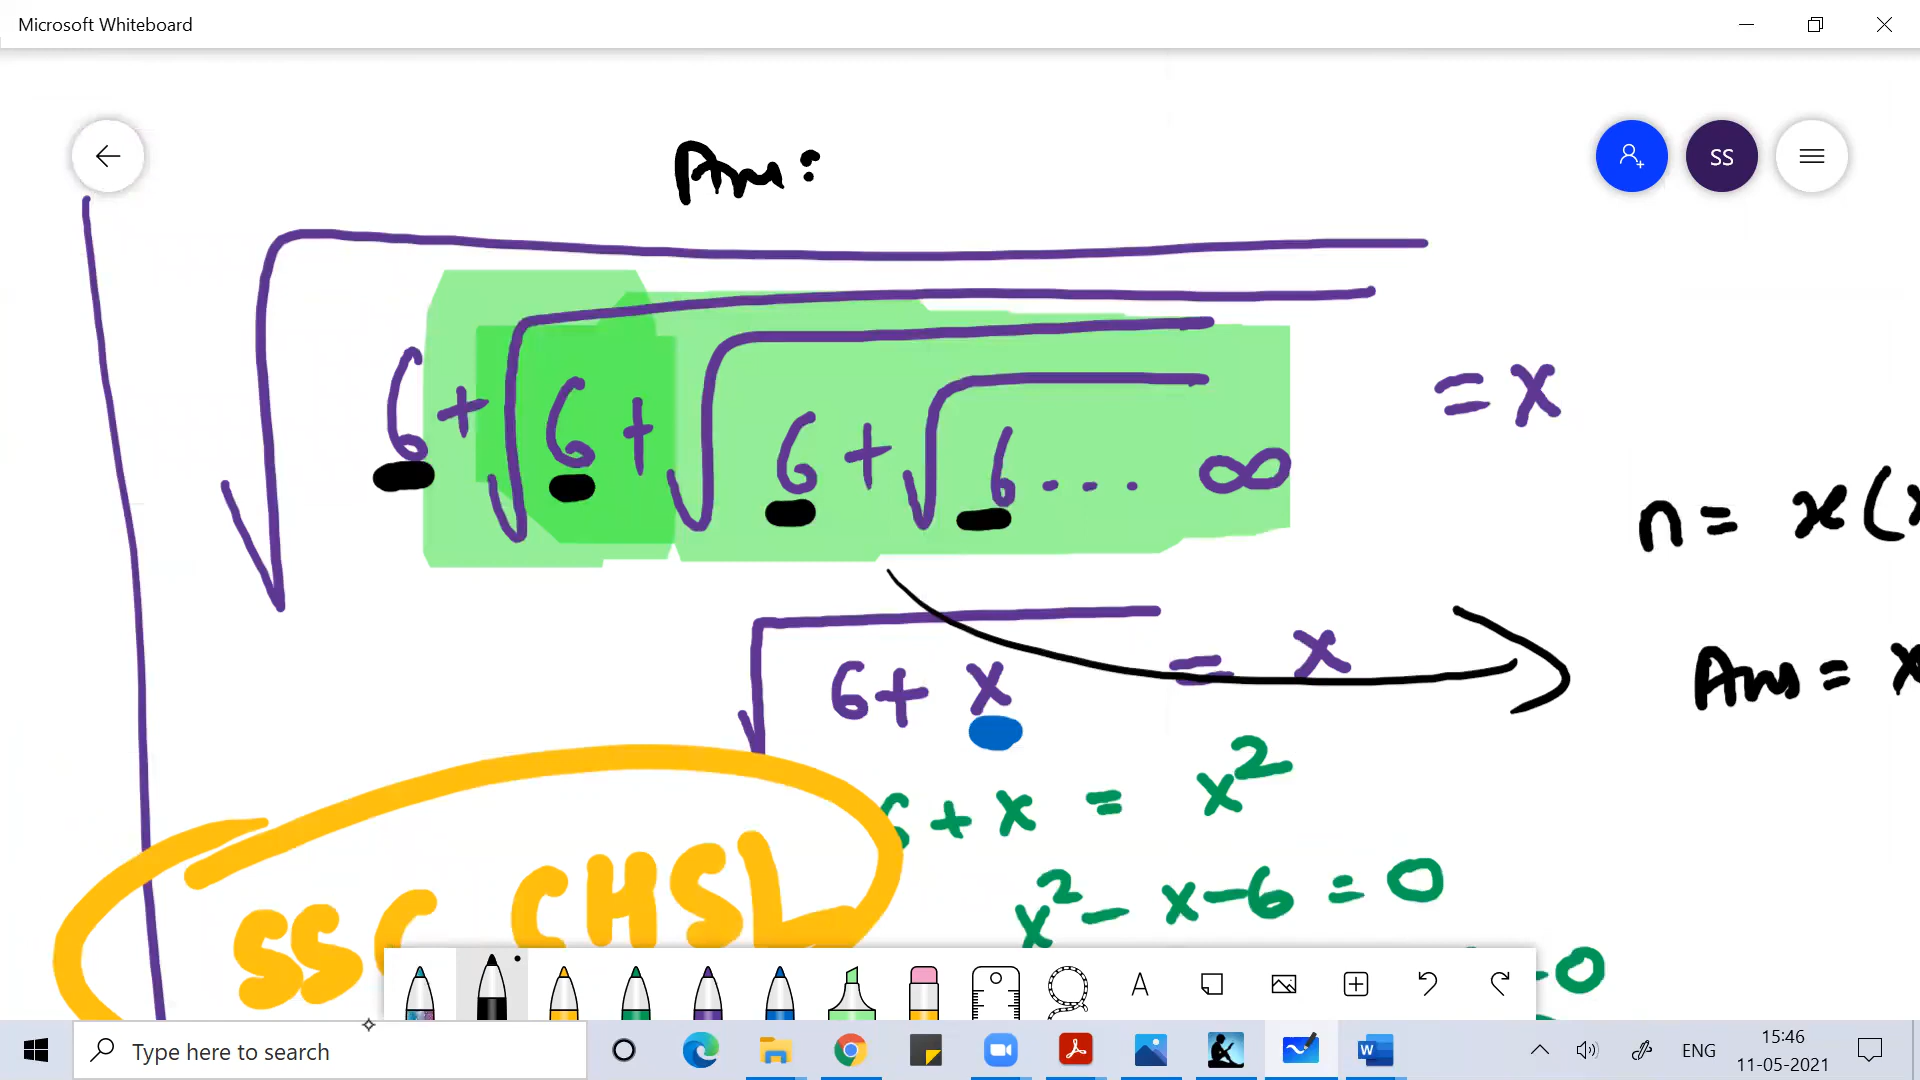 Microsoft Whiteboard
Ans:
SS
√6+√6+√6+√6... ∞ = x
n = x(x
√6+x = x
Ans = x
6+x = x²
x² - x - 6 = 0
SSC CHSL
-0
A
Type here to search
ENG
15:46
11-05-2021